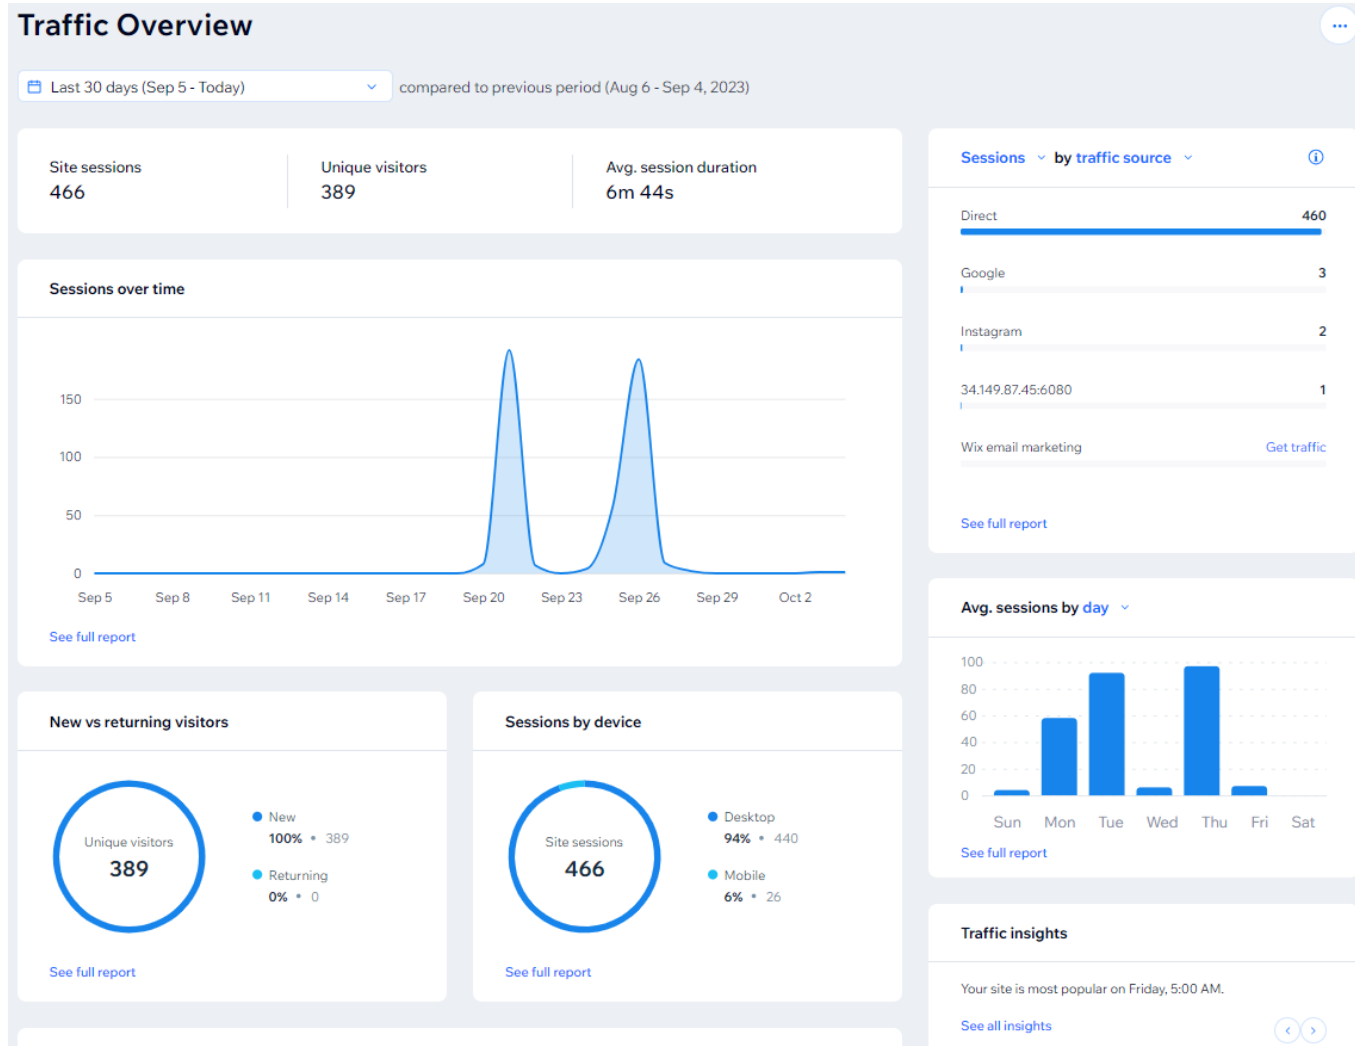 Traffic Overview
Last 30 days (Sep 5 - Today)
compared to previous period (Aug 6 - Sep 4, 2023)
Site sessions
466
Unique visitors
389
Avg. session duration
6m 44s
Sessions over time
150
100
50
0
Sep 5 Sep 8 Sep 11 Sep 14 Sep 17 Sep 20 Sep 23 Sep 26 Sep 29 Oct 2
See full report
New vs returning visitors
Unique visitors
389
New
100% • 389
Returning
0% • 0
See full report
Sessions by device
Site sessions
466
Desktop
94% • 440
Mobile
6% • 26
See full report
Sessions by traffic source
Direct 460
Google 3
Instagram 2
34.149.87.45:6080 1
Wix email marketing Get traffic
See full report
Avg. sessions by day
100
80
60
40
20
0
Sun Mon Tue Wed Thu Fri Sat
See full report
Traffic insights
Your site is most popular on Friday, 5:00 AM.
See all insights